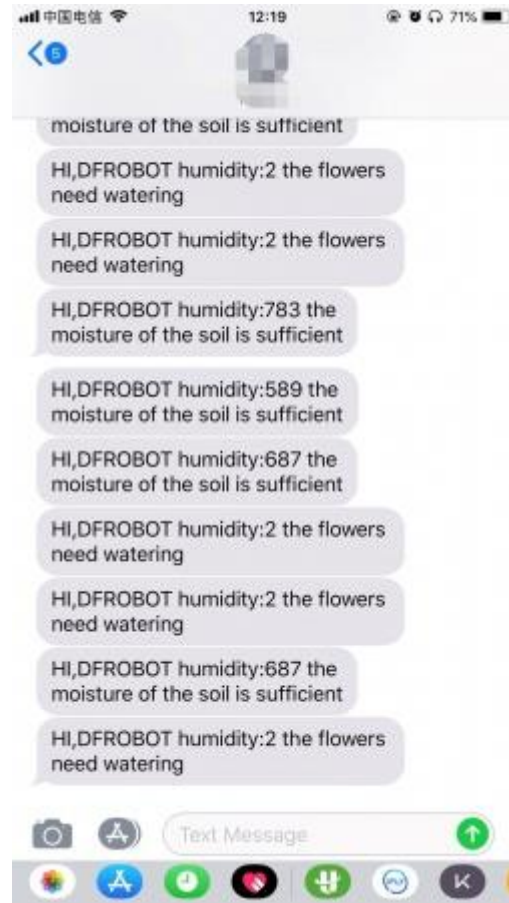 中国电信
12:19
71%
5
moisture of the soil is sufficient
HI,DFROBOT humidity:2 the flowers
need watering
HI,DFROBOT humidity:2 the flowers
need watering
HI,DFROBOT humidity:783 the
moisture of the soil is sufficient
HI,DFROBOT humidity:589 the
moisture of the soil is sufficient
HI,DFROBOT humidity:687 the
moisture of the soil is sufficient
HI,DFROBOT humidity:2 the flowers
need watering
HI,DFROBOT humidity:2 the flowers
need watering
HI,DFROBOT humidity:687 the
moisture of the soil is sufficient
HI,DFROBOT humidity:2 the flowers
need watering
Text Message
K